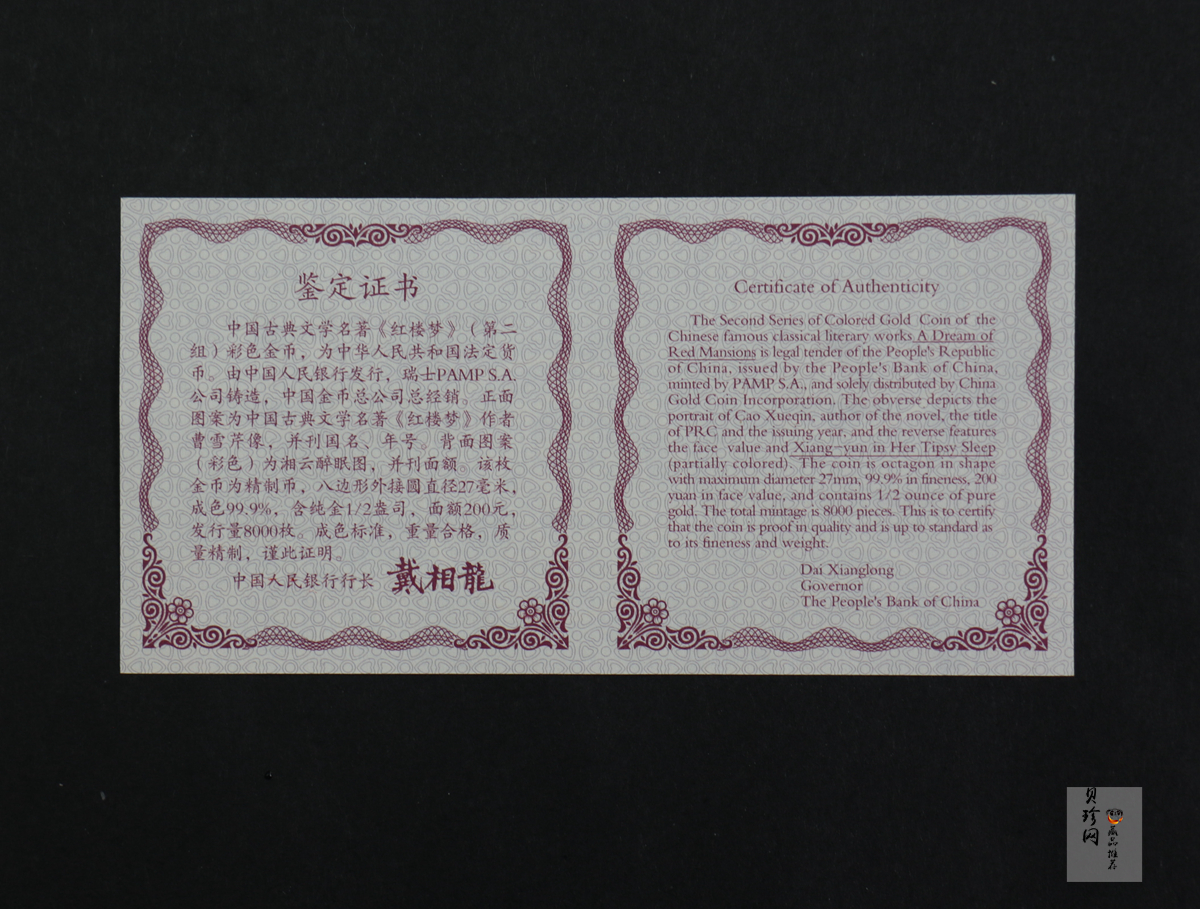 鉴定证书
中国古典文学名著《红楼梦》（第二
组）彩色金币，为中华人民共和国法定货
币。由中国人民银行发行，瑞士PAMP S.A.
公司铸造，中国金币总公司总经销。正面
图案为中国古典文学名著《红楼梦》作者
曹雪芹像，并刊国名、年号。背面图案
（彩色）为湘云醉眠图，并刊面额。该枚
金币为精制币，八边形外接圆直径27毫米，
成色99.9%，含纯金1/2盎司，面额200元，
发行量8000枚。成色标准，重量合格，质
量精制，谨此证明。
中国人民银行行长 戴相龍
Certificate of Authenticity
The Second Series of Colored Gold Coin of the
Chinese famous classical literary works A Dream of
Red Mansions is legal tender of the People's Republic
of China, issued by the People's Bank of China,
minted by PAMP S.A., and solely distributed by China
Gold Coin Incorporation. The obverse depicts the
portrait of Cao Xueqin, author of the novel, the title
of PRC and the issuing year, and the reverse features
the face value and Xiang-yun in Her Tipsy Sleep
(partially colored). The coin is octagon in shape
with maximum diameter 27mm, 99.9% in fineness, 200
yuan in face value, and contains 1/2 ounce of pure
gold. The total mintage is 8000 pieces. This is to certify
that the coin is proof in quality and is up to standard as
to its fineness and weight.
Dai Xianglong
Governor
The People's Bank of China
贝珍网
藏品推荐